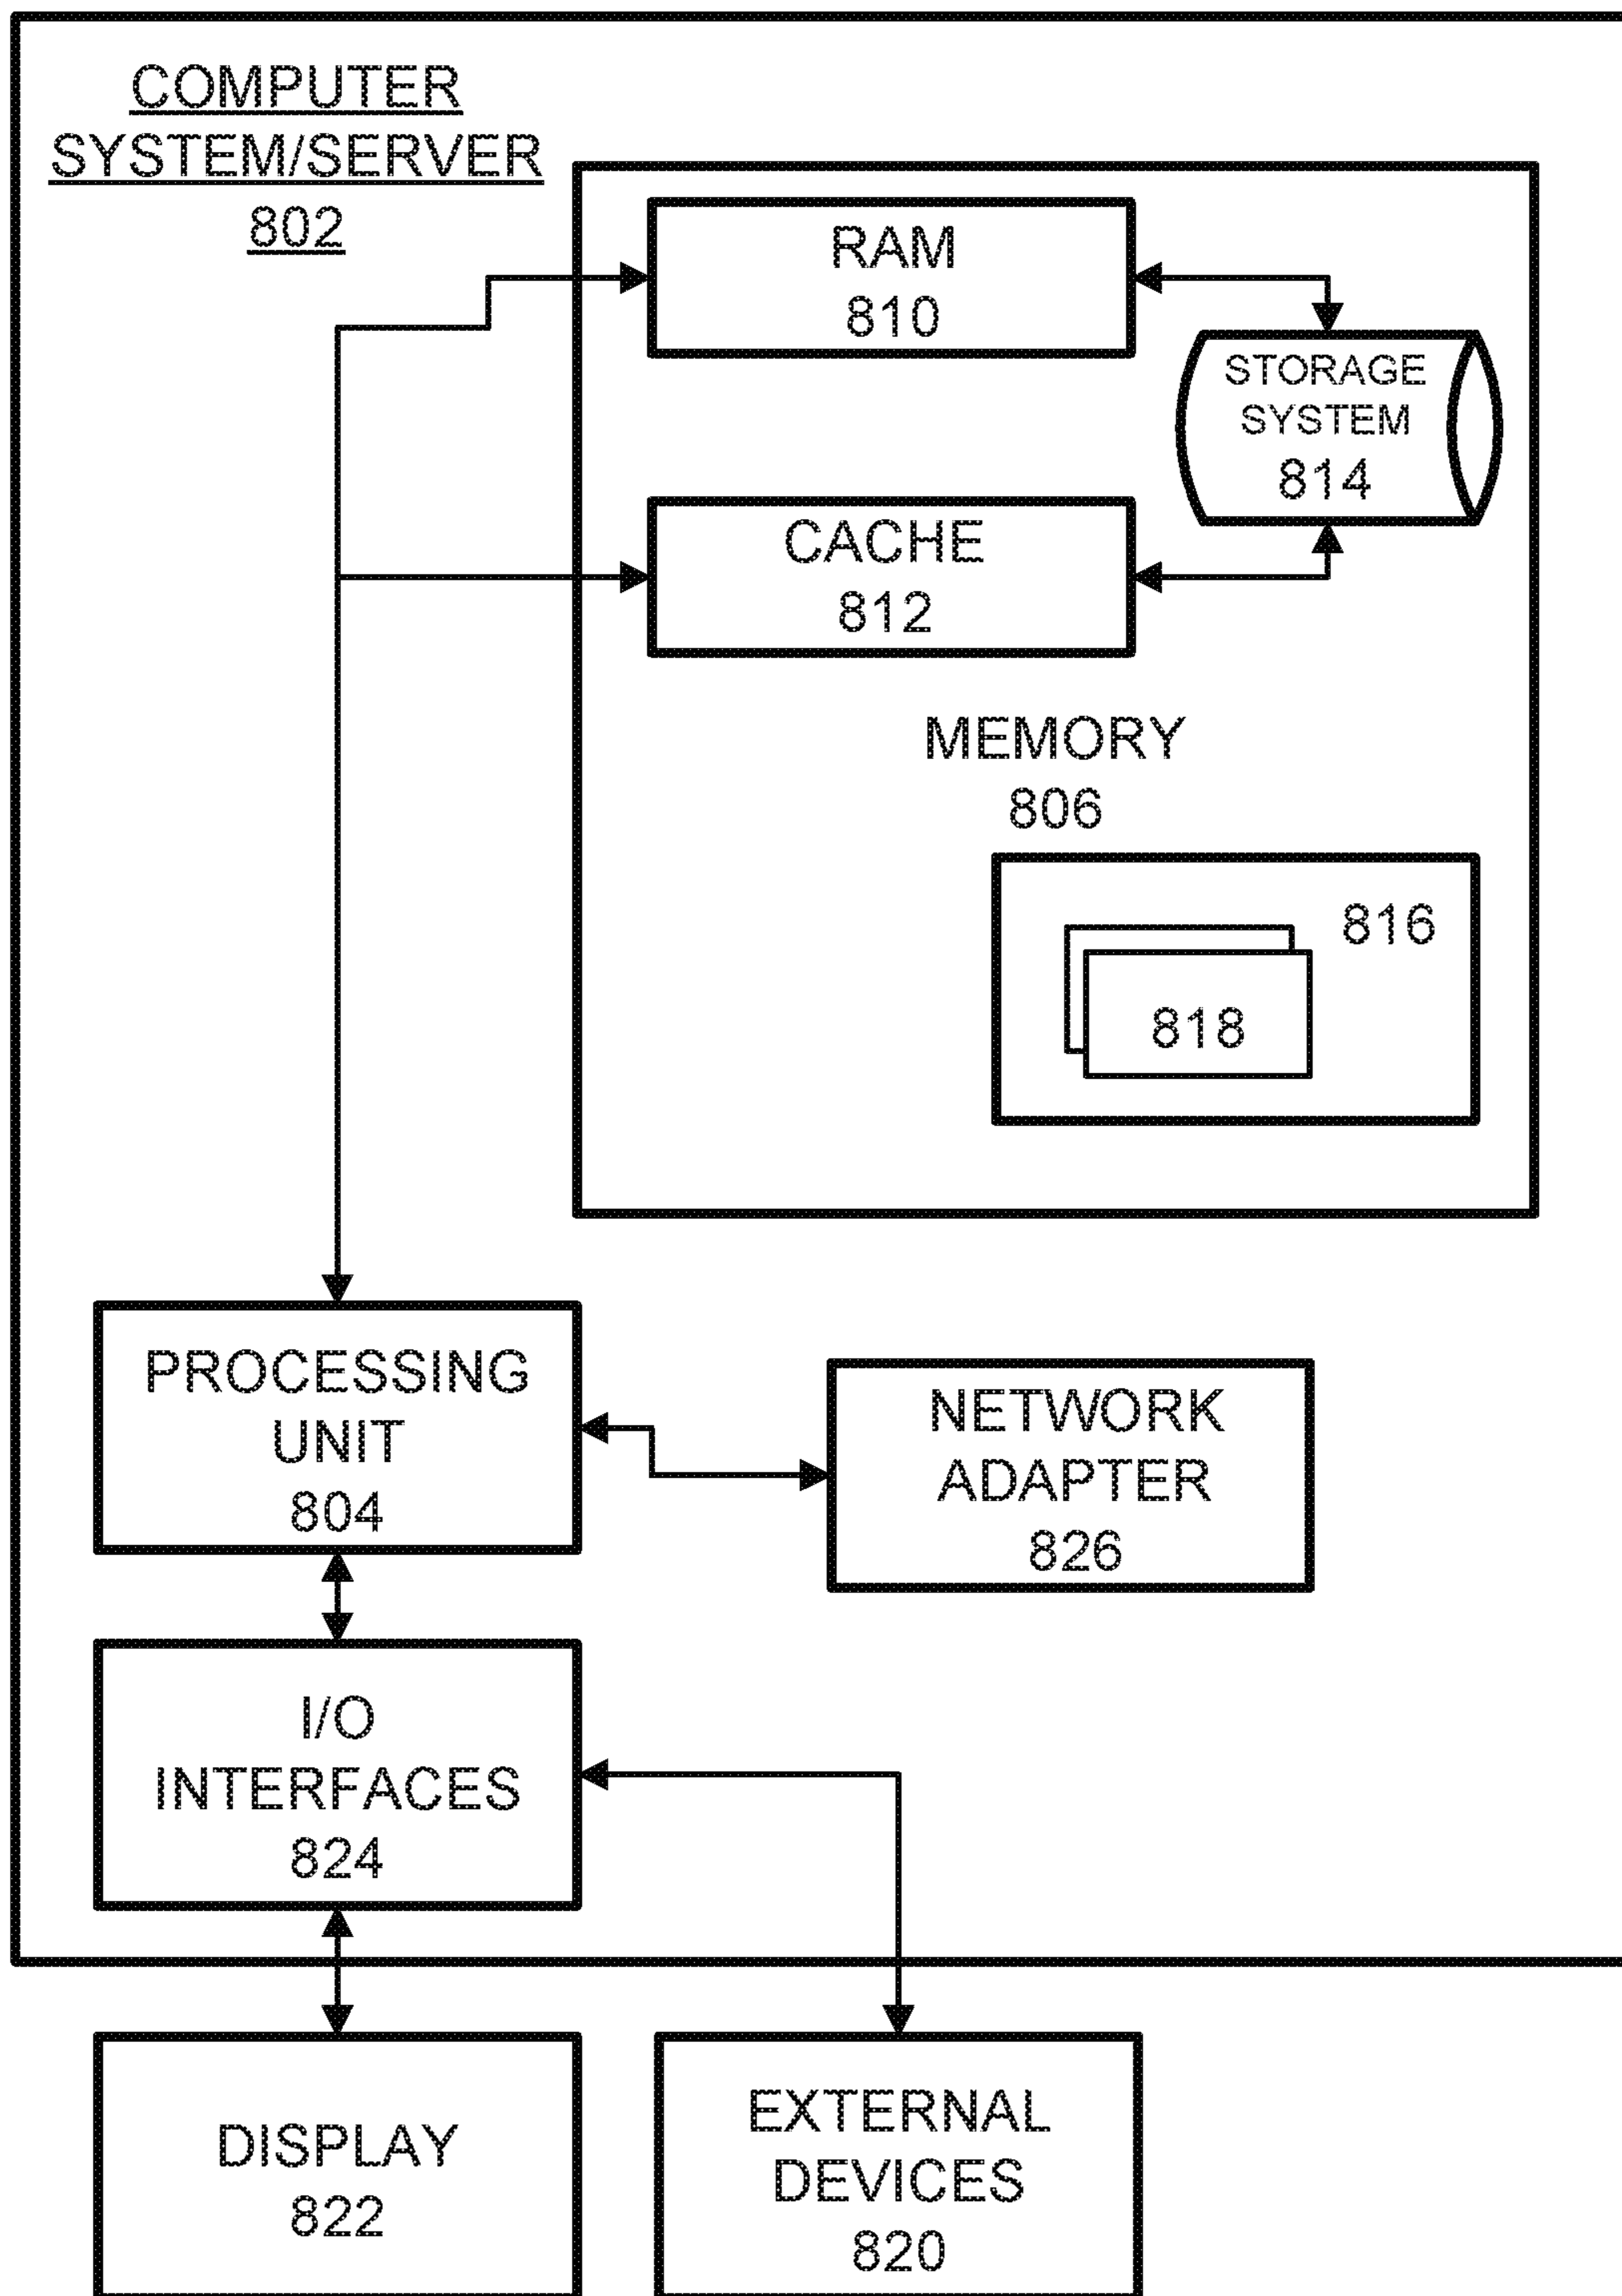 COMPUTER
SYSTEM/SERVER
802
RAM
810
STORAGE
SYSTEM
814
CACHE
812
MEMORY
806
816
818
PROCESSING
UNIT
804
NETWORK
ADAPTER
826
I/O
INTERFACES
824
DISPLAY
822
EXTERNAL
DEVICES
820